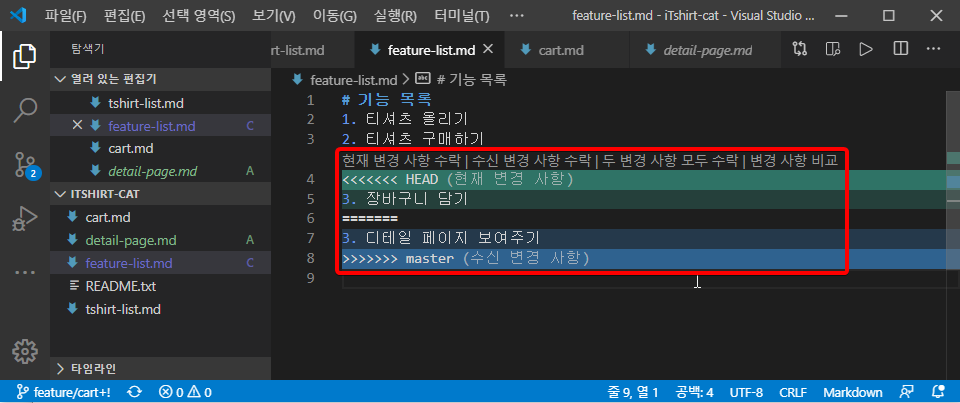 파일(F) 편집(E) 선택 영역(S) 보기(V) 이동(G) 실행(R) 터미널(T) ··· feature-list.md - iTshirt-cat - Visual Studio ...
탐색기
열려 있는 편집기
tshirt-list.md
feature-list.md C
cart.md
detail-page.md A
ITSHIRT-CAT
cart.md
detail-page.md A
feature-list.md C
README.txt
tshirt-list.md
타임라인
2
rt-list.md feature-list.md cart.md detail-page.md
feature-list.md > # 기능 목록
1 # 기능 목록
2 1. 티셔츠 올리기
3 2. 티셔츠 구매하기
현재 변경 사항 수락 | 수신 변경 사항 수락 | 두 변경 사항 모두 수락 | 변경 사항 비교
4 <<<<<<< HEAD (현재 변경 사항)
5 3. 장바구니 담기
6 =======
7 3. 디테일 페이지 보여주기
8 >>>>>>> master (수신 변경 사항)
9
feature/cart+! 0 0 줄 9, 열 1 공백: 4 UTF-8 CRLF Markdown